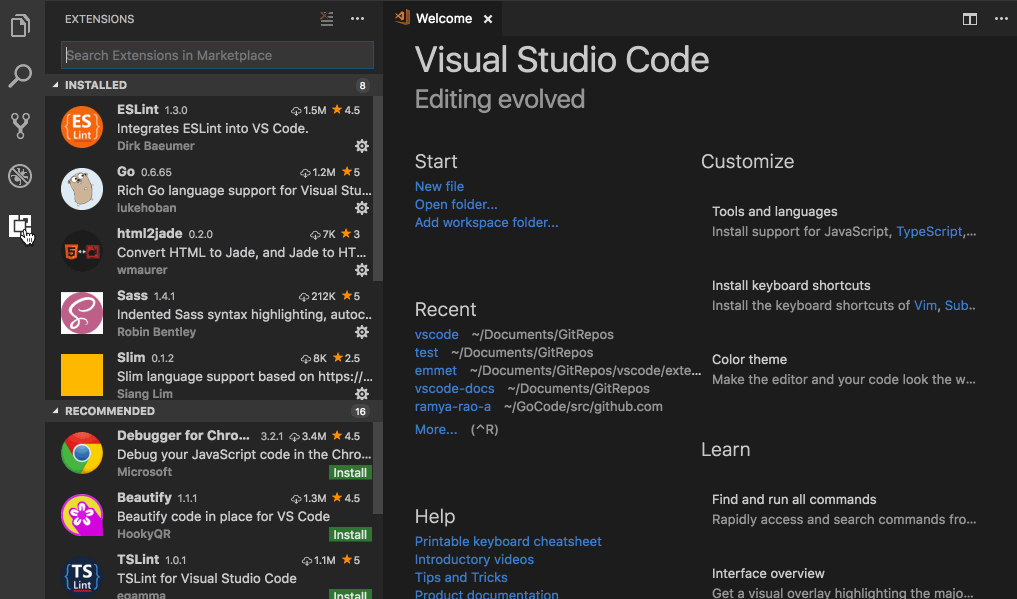 EXTENSIONS
Search Extensions in Marketplace
INSTALLED 8
ES
Lint
ESLint 1.3.0 1.5M 4.5
Integrates ESLint into VS Code.
Dirk Baeumer
Go 0.6.65 1.2M 5
Rich Go language support for Visual Stu...
lukehoban
html2jade 0.2.0 7K 3
Convert HTML to Jade, and Jade to HT...
wmaurer
Sass 1.4.1 212K 5
Indented Sass syntax highlighting, autoc...
Robin Bentley
Slim 0.1.2 8K 2.5
Slim language support based on https://...
Siang Lim
RECOMMENDED 16
Debugger for Chro... 3.2.1 3.4M 4.5
Debug your JavaScript code in the Chro...
Microsoft Install
Beautify 1.1.1 1.3M 4.5
Beautify code in place for VS Code
HookyQR Install
TS
Lint
TSLint 1.0.1 1.1M 5
TSLint for Visual Studio Code
egamma Install
Welcome
Visual Studio Code
Editing evolved
Start
New file
Open folder...
Add workspace folder...
Recent
vscode ~/Documents/GitRepos
test ~/Documents/GitRepos
emmet ~/Documents/GitRepos/vscode/exte...
vscode-docs ~/Documents/GitRepos
ramya-rao-a ~/GoCode/src/github.com
More... (^R)
Help
Printable keyboard cheatsheet
Introductory videos
Tips and Tricks
Product documentation
Customize
Tools and languages
Install support for JavaScript, TypeScript,...
Install keyboard shortcuts
Install the keyboard shortcuts of Vim, Sub..
Color theme
Make the editor and your code look the w...
Learn
Find and run all commands
Rapidly access and search commands fro...
Interface overview
Get a visual overlay highlighting the majo...